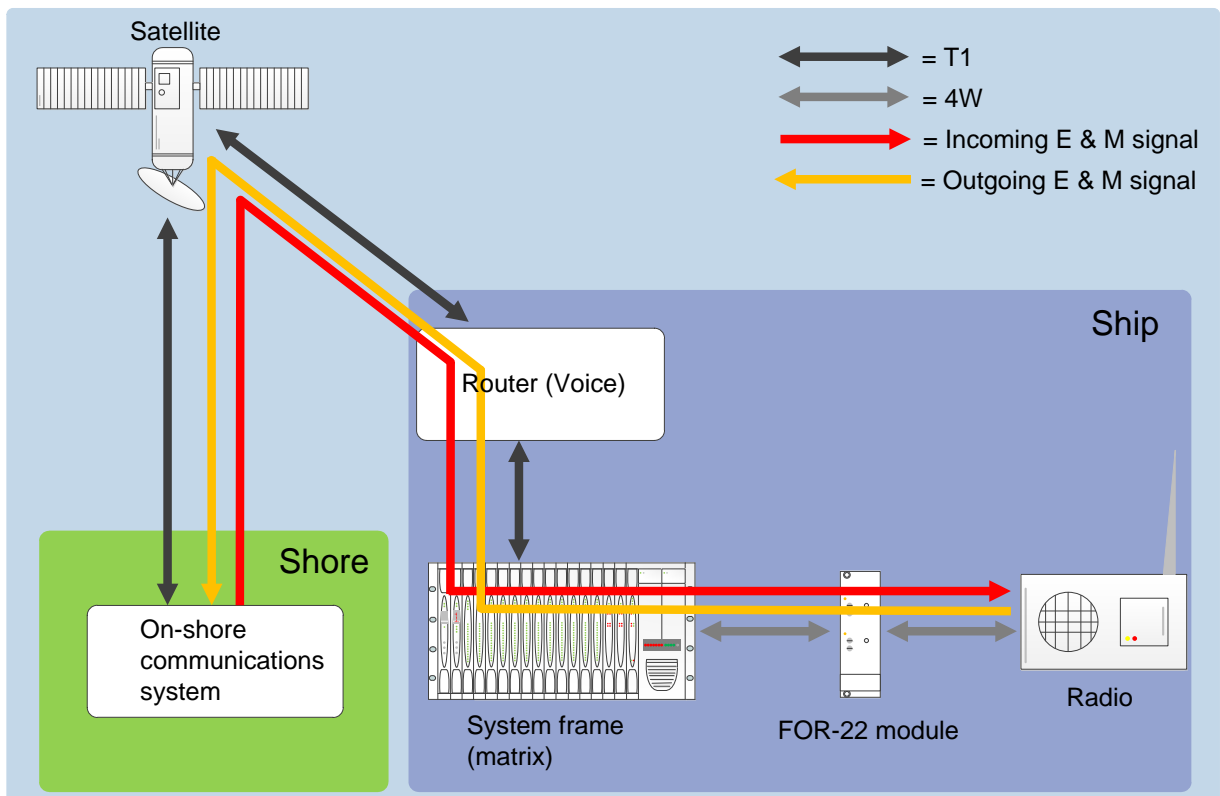 Satellite
= T1
= 4W
= Incoming E & M signal
= Outgoing E & M signal
Ship
Router (Voice)
Shore
On-shore
communications
system
System frame
(matrix)
FOR-22 module
Radio